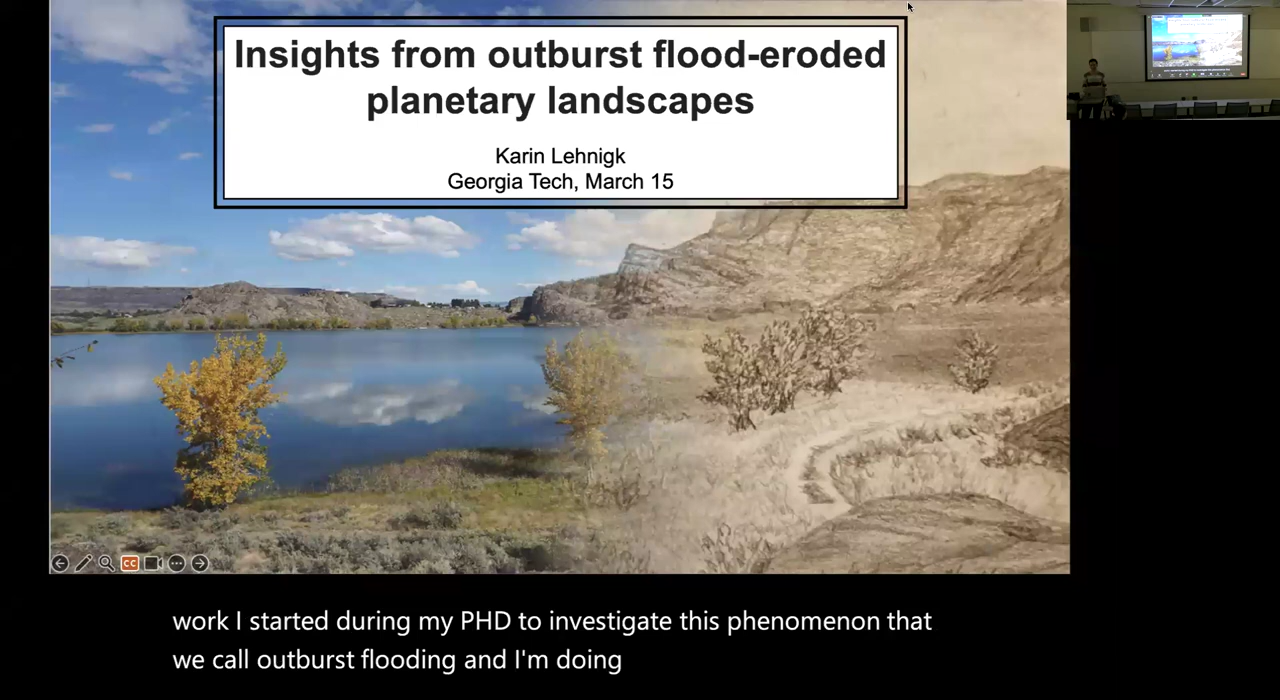 Insights from outburst flood-eroded
planetary landscapes
Karin Lehnigk
Georgia Tech, March 15
CC
work I started during my PHD to investigate this phenomenon that
we call outburst flooding and I'm doing